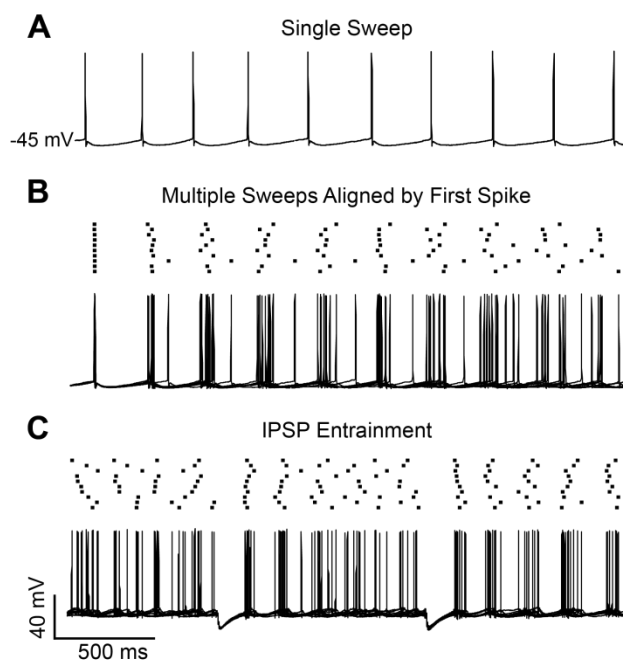 A
Single Sweep
-45 mV
B
Multiple Sweeps Aligned by First Spike
C
IPSP Entrainment
40 mV
500 ms